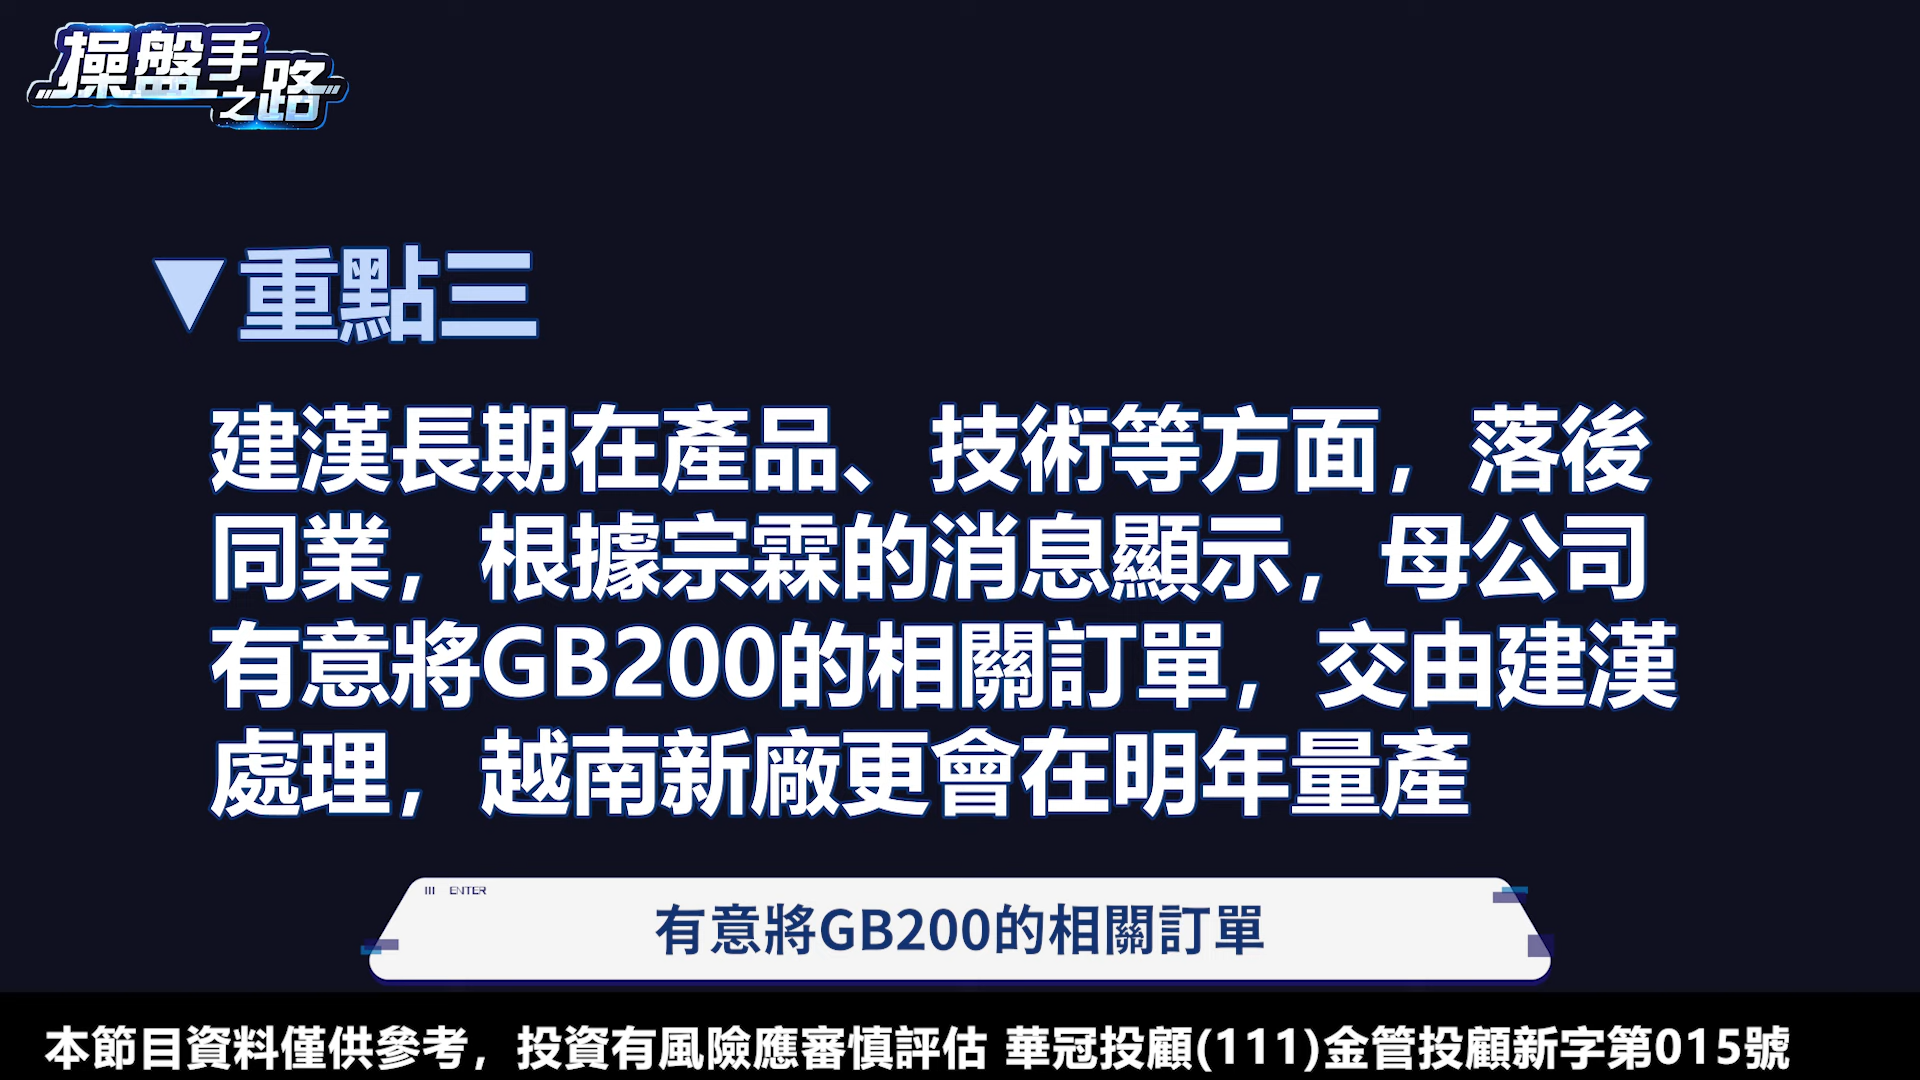 操盤手之路
▼重點三
建漢長期在產品、技術等方面，落後
同業，根據宗霖的消息顯示，母公司
有意將GB200的相關訂單，交由建漢
處理，越南新廠更會在明年量產
III ENTER
有意將GB200的相關訂單
本節目資料僅供參考，投資有風險應審慎評估 華冠投顧(111)金管投顧新字第015號